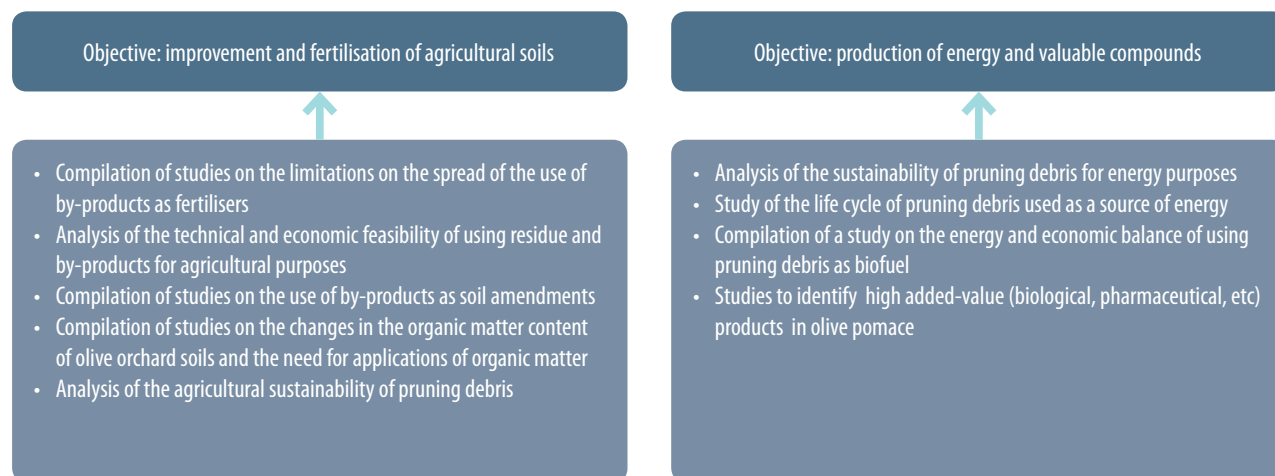 Objective: improvement and fertilisation of agricultural soils
• Compilation of studies on the limitations on the spread of the use of
by-products as fertilisers
• Analysis of the technical and economic feasibility of using residue and
by-products for agricultural purposes
• Compilation of studies on the use of by-products as soil amendments
• Compilation of studies on the changes in the organic matter content
of olive orchard soils and the need for applications of organic matter
• Analysis of the agricultural sustainability of pruning debris
Objective: production of energy and valuable compounds
• Analysis of the sustainability of pruning debris for energy purposes
• Study of the life cycle of pruning debris used as a source of energy
• Compilation of a study on the energy and economic balance of using
pruning debris as biofuel
• Studies to identify high added-value (biological, pharmaceutical, etc)
products in olive pomace